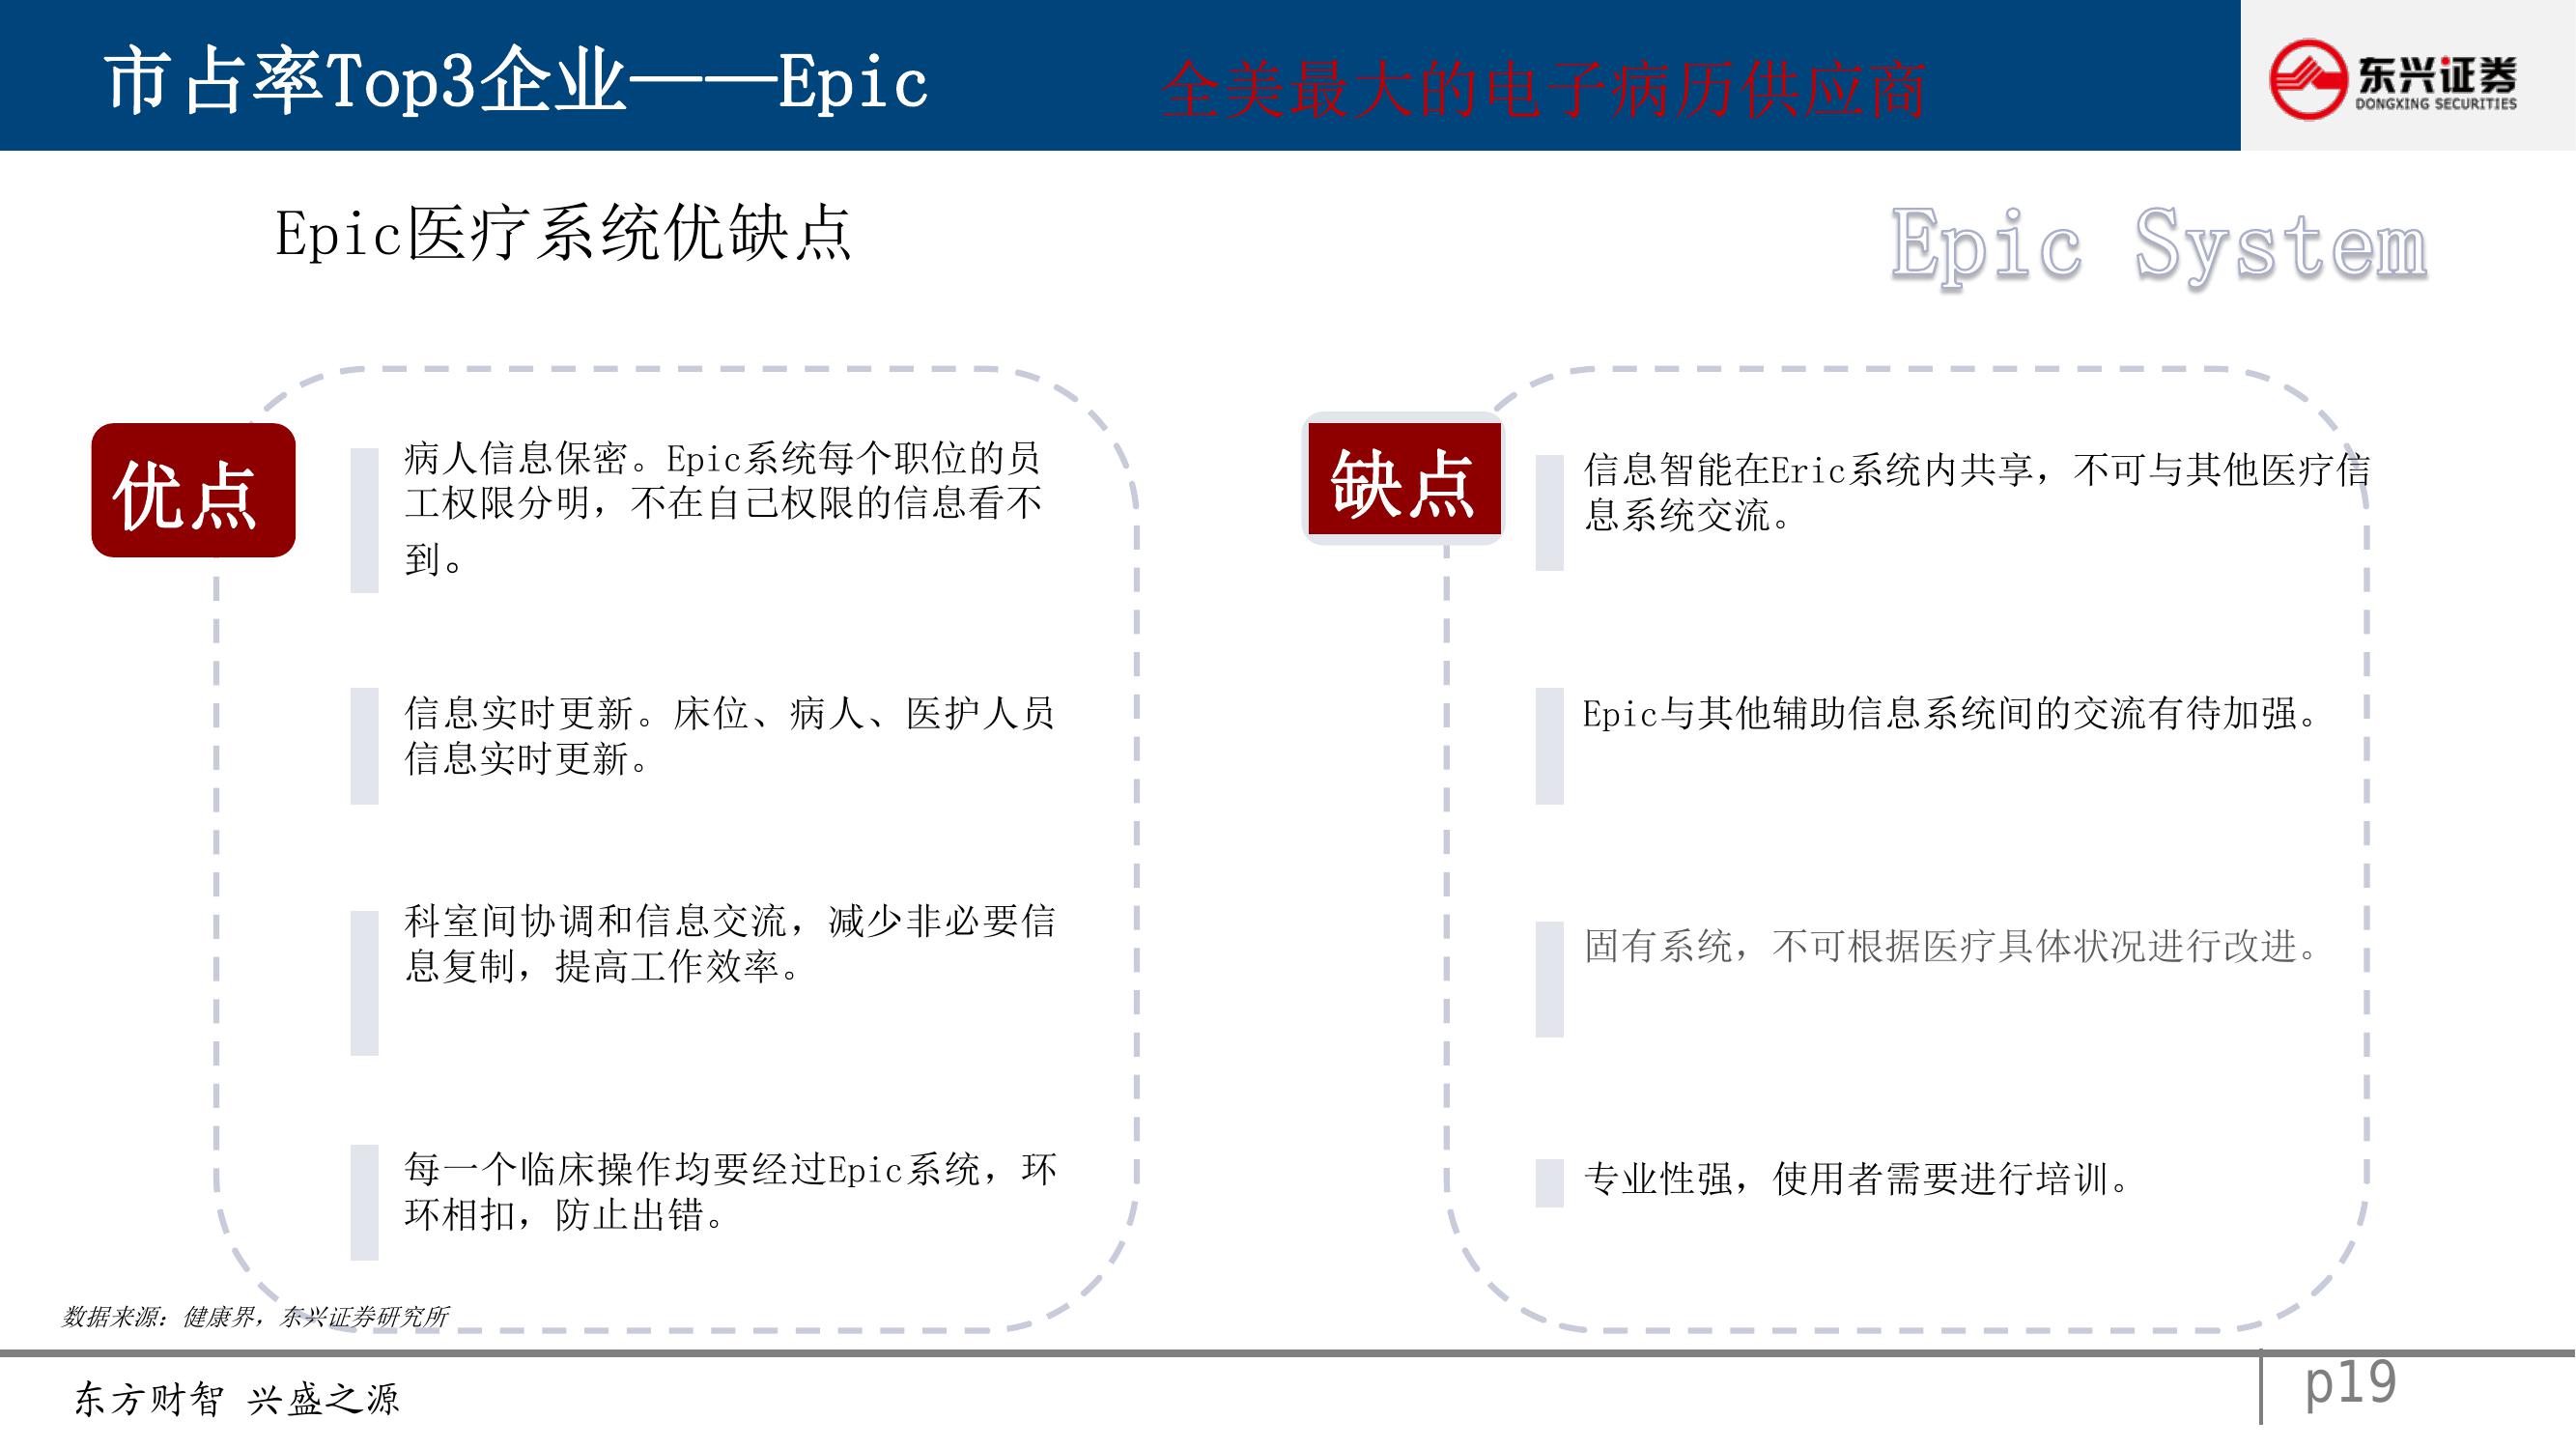 市占率Top3企业——Epic
全美最大的电子病历供应商
东兴证券
DONGXING SECURITIES
Epic医疗系统优缺点
Epic System
优点
病人信息保密。Epic系统每个职位的员
工权限分明，不在自己权限的信息看不
到。
信息实时更新。床位、病人、医护人员
信息实时更新。
科室间协调和信息交流，减少非必要信
息复制，提高工作效率。
每一个临床操作均要经过Epic系统，环
环相扣，防止出错。
缺点
信息智能在Eric系统内共享，不可与其他医疗信
息系统交流。
Epic与其他辅助信息系统间的交流有待加强。
固有系统，不可根据医疗具体状况进行改进。
专业性强，使用者需要进行培训。
数据来源：健康界，东兴证券研究所
东方财智 兴盛之源
p19